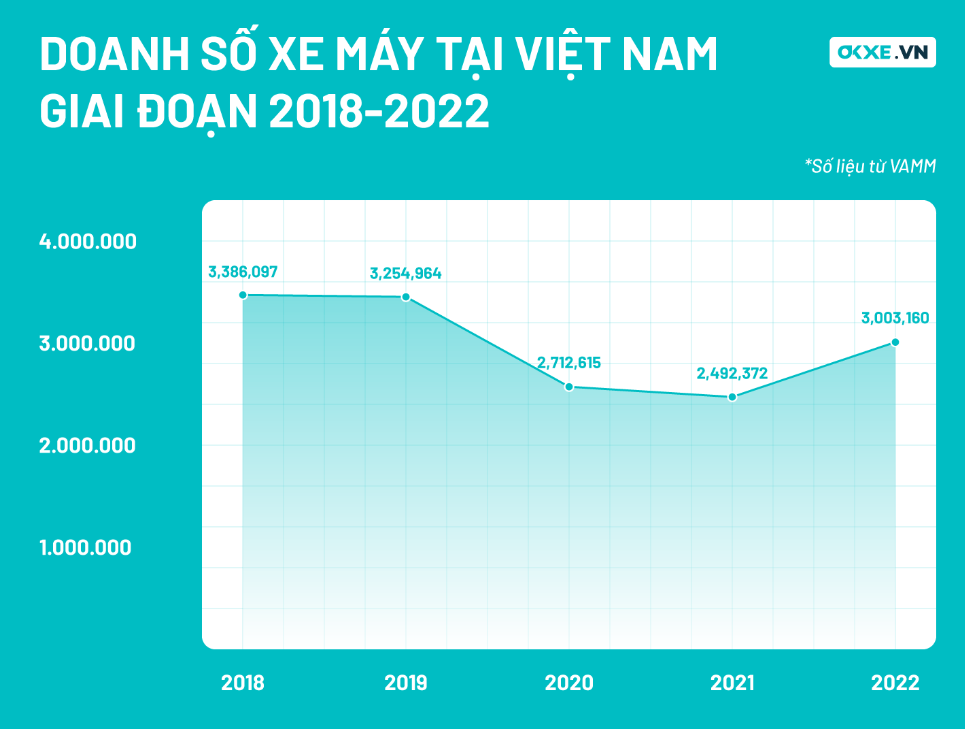 DOANH SỐ XE MÁY TẠI VIỆT NAM
GIAI ĐOẠN 2018-2022
OKXE.VN
*Số liệu từ VAMM
4.000.000
3,386,097
3,254,964
3.000.000
3,003,160
2,712,615
2,492,372
2.000.000
1.000.000
2018 2019 2020 2021 2022